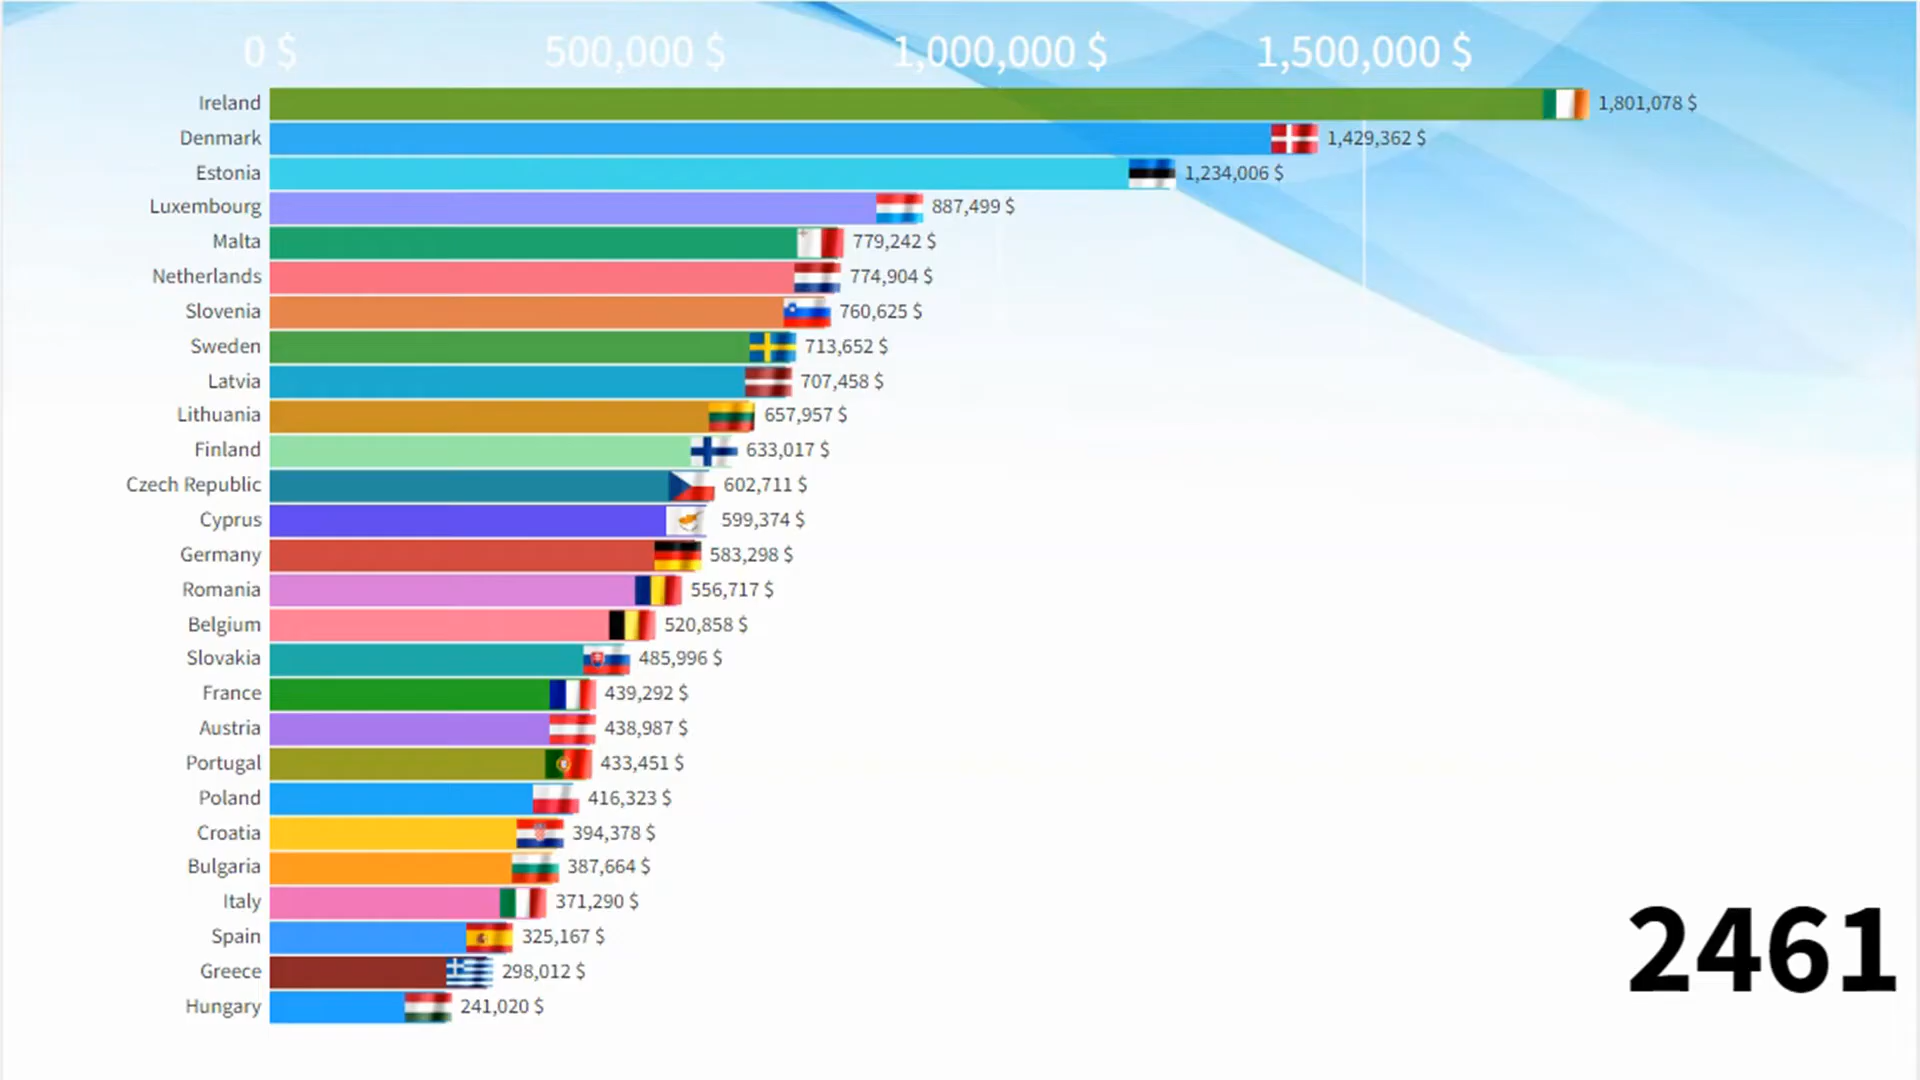 0 $ 500,000 $ 1,000,000 $ 1,500,000 $
Ireland 1,801,078 $
Denmark 1,429,362 $
Estonia 1,234,006 $
Luxembourg 887,499 $
Malta 779,242 $
Netherlands 774,904 $
Slovenia 760,625 $
Sweden 713,652 $
Latvia 707,458 $
Lithuania 657,957 $
Finland 633,017 $
Czech Republic 602,711 $
Cyprus 599,374 $
Germany 583,298 $
Romania 556,717 $
Belgium 520,858 $
Slovakia 485,996 $
France 439,292 $
Austria 438,987 $
Portugal 433,451 $
Poland 416,323 $
Croatia 394,378 $
Bulgaria 387,664 $
Italy 371,290 $
Spain 325,167 $
Greece 298,012 $
Hungary 241,020 $
2461